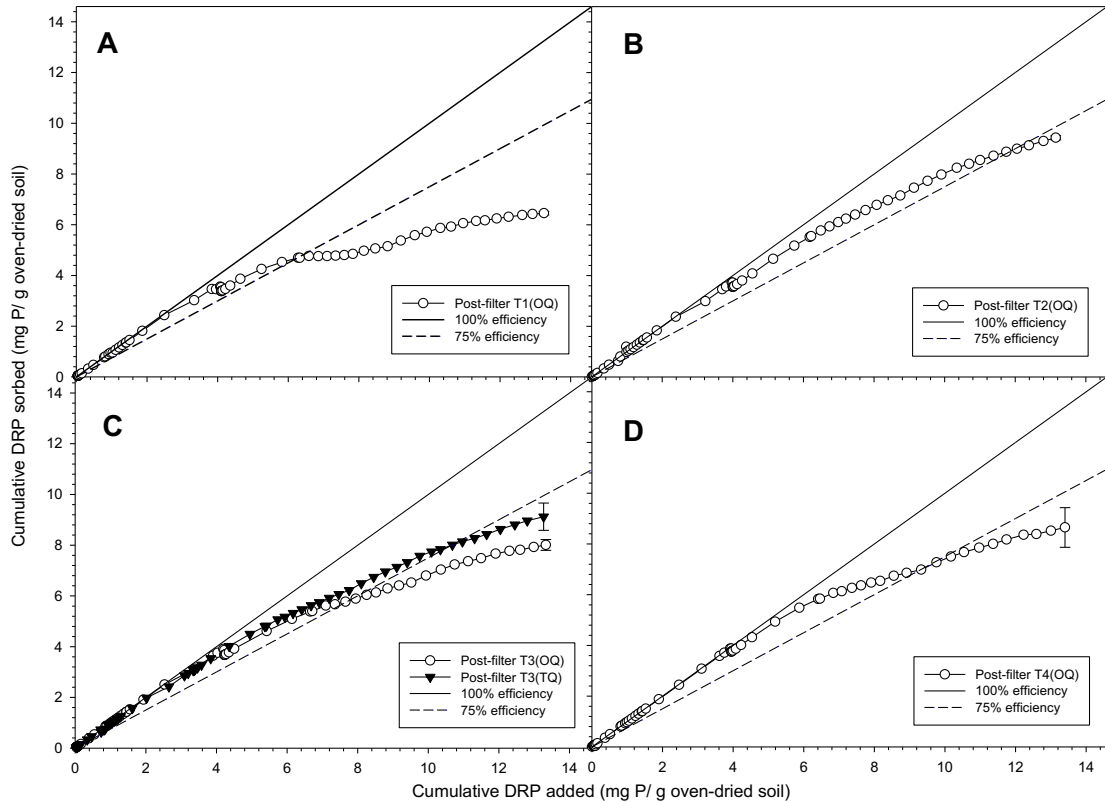 A
B
14
12
10
8
6
4
2
0
Post-filter T1(OQ)
100% efficiency
75% efficiency
Post-filter T2(OQ)
100% efficiency
75% efficiency
Cumulative DRP sorbed (mg P/ g oven-dried soil)
C
D
14
12
10
8
6
4
2
0
Post-filter T3(OQ)
Post-filter T3(TQ)
100% efficiency
75% efficiency
Post-filter T4(OQ)
100% efficiency
75% efficiency
0 2 4 6 8 10 12 14 0 2 4 6 8 10 12 14
Cumulative DRP added (mg P/ g oven-dried soil)